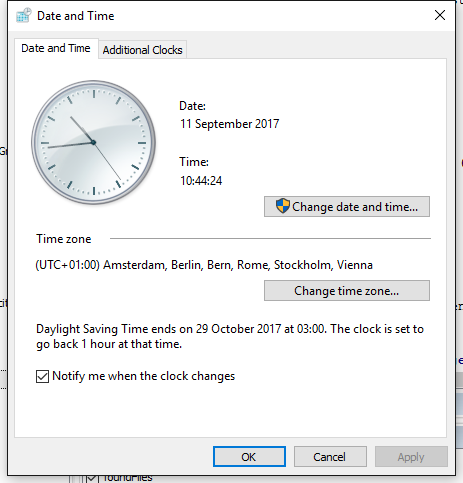 Date and Time
Date and Time
Additional Clocks
Date:
11 September 2017
Time:
10:44:24
Change date and time...
Time zone
(UTC+01:00) Amsterdam, Berlin, Bern, Rome, Stockholm, Vienna
Change time zone...
Daylight Saving Time ends on 29 October 2017 at 03:00. The clock is set to
go back 1 hour at that time.
Notify me when the clock changes
OK
Cancel
Apply
foundFiles